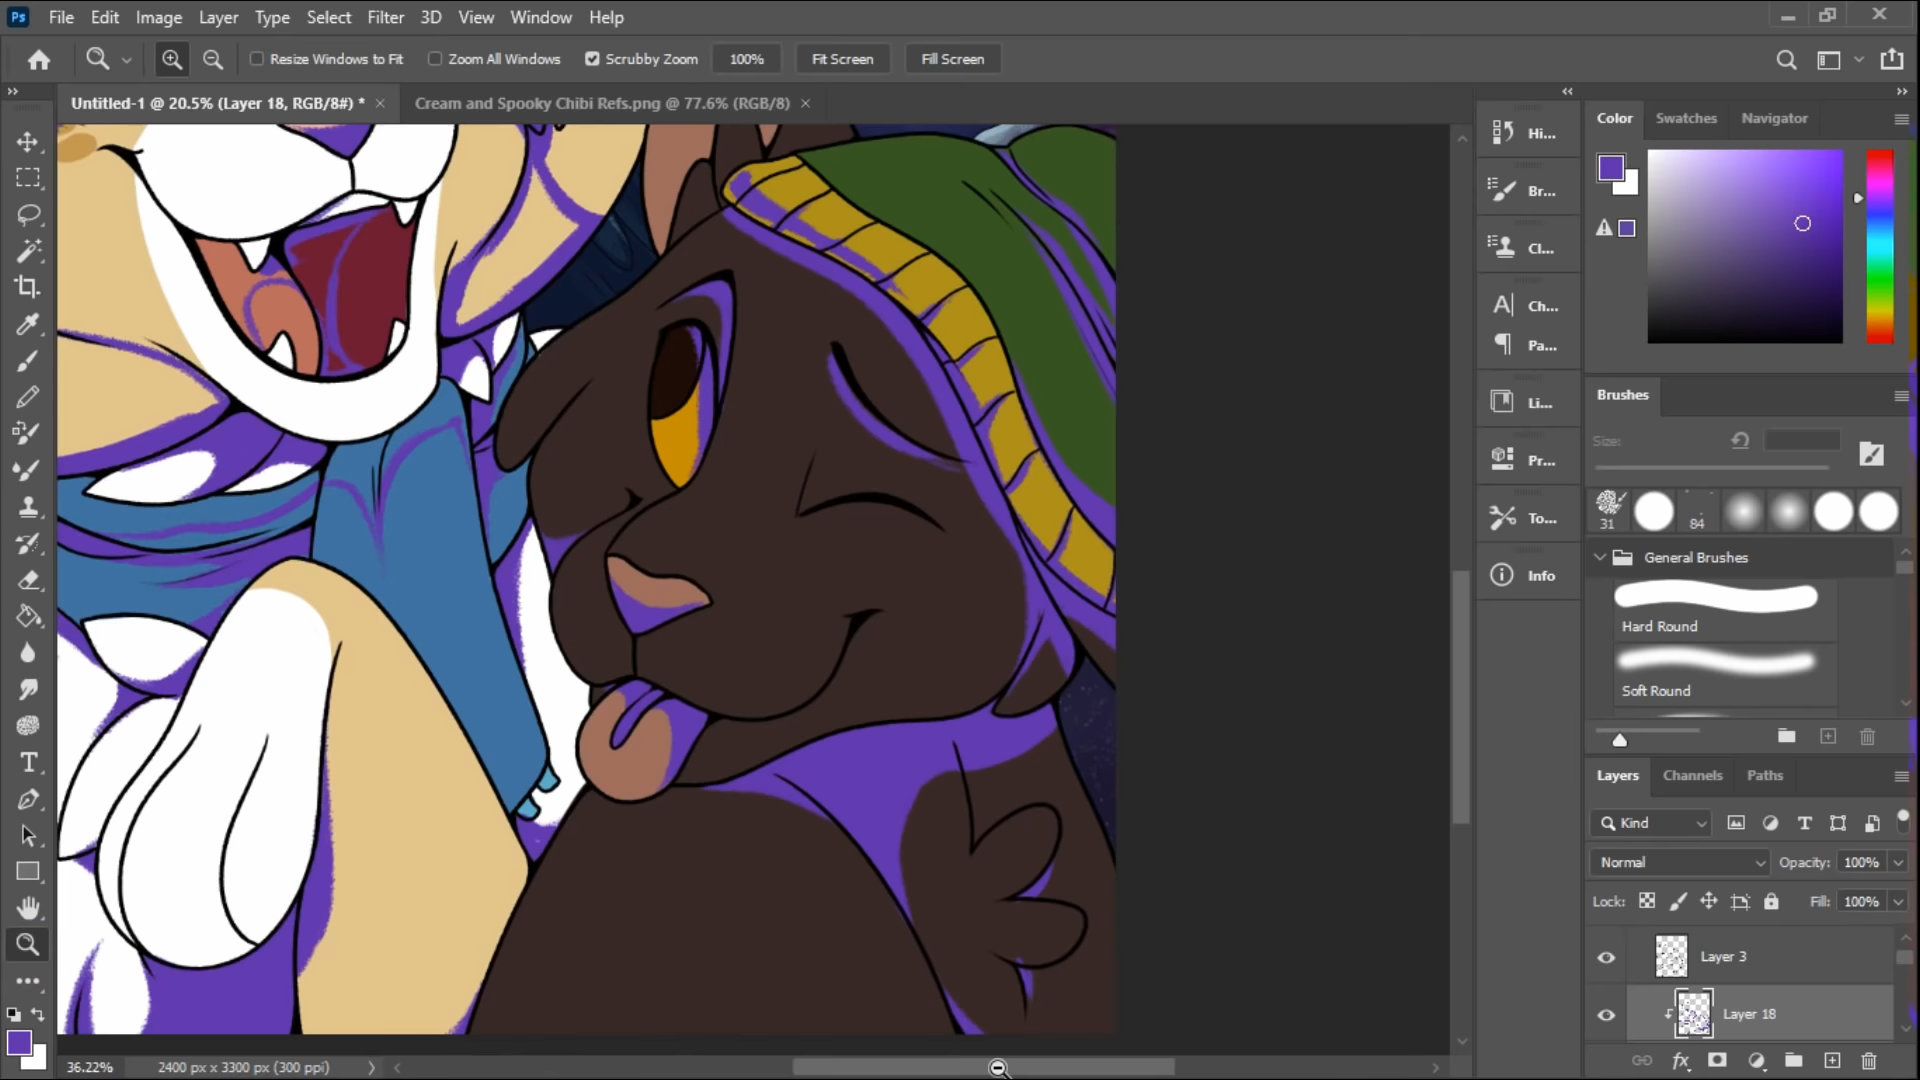 Ps File Edit Image Layer Type Select Filter 3D View Window Help
Resize Windows to Fit Zoom All Windows Scrubby Zoom 100% Fit Screen Fill Screen
Untitled-1 @ 20.5% (Layer 18, RGB/8#) * × Cream and Spooky Chibi Refs.png @ 77.6% (RGB/8) ×
Hi...
Br...
Cl...
Ch...
Pa...
Li...
Pr...
To...
Info
Color Swatches Navigator
Brushes
Size:
31 84
General Brushes
Hard Round
Soft Round
Layers Channels Paths
Kind
Normal Opacity: 100%
Lock: Fill: 100%
Layer 3
Layer 18
36.22% 2400 px x 3300 px (300 ppi)